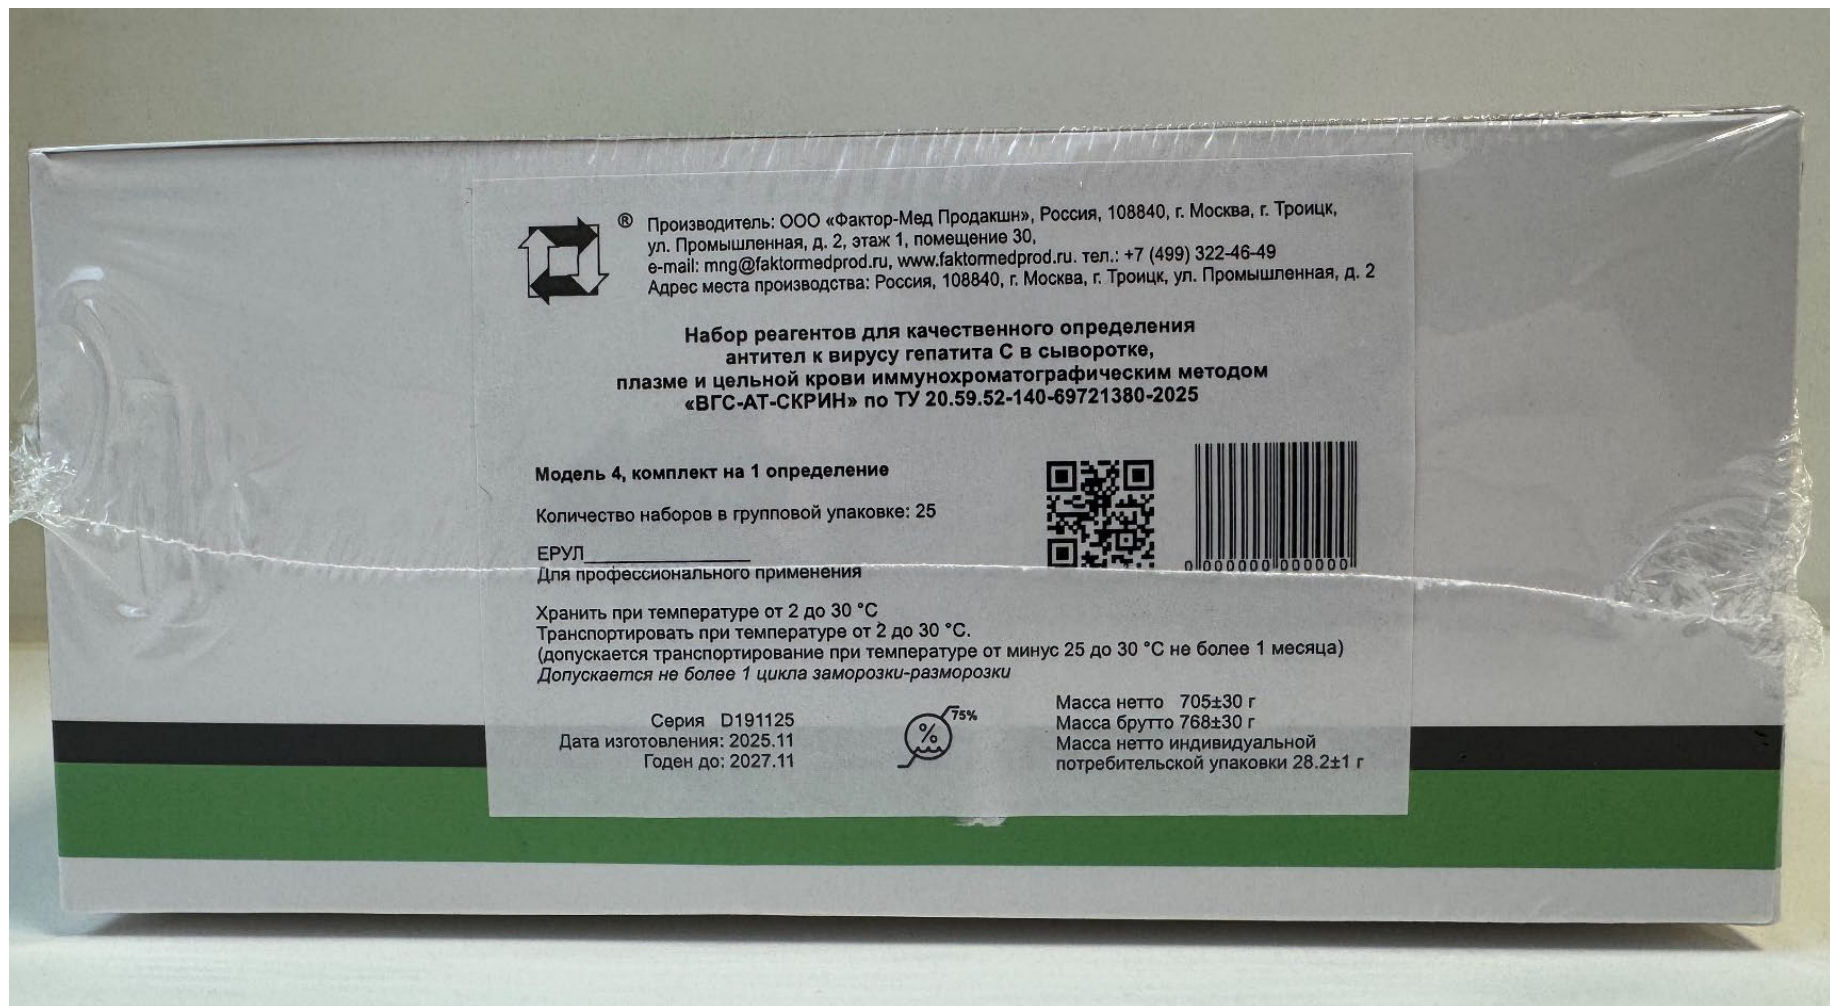 ® Производитель: ООО «Фактор-Мед Продакшн», Россия, 108840, г. Москва, г. Троицк,
ул. Промышленная, д. 2, этаж 1, помещение 30,
e-mail: mng@faktormedprod.ru, www.faktormedprod.ru. тел.: +7 (499) 322-46-49
Адрес места производства: Россия, 108840, г. Москва, г. Троицк, ул. Промышленная, д. 2
Набор реагентов для качественного определения
антител к вирусу гепатита С в сыворотке,
плазме и цельной крови иммунохроматографическим методом
«ВГС-АТ-СКРИН» по ТУ 20.59.52-140-69721380-2025
Модель 4, комплект на 1 определение
Количество наборов в групповой упаковке: 25
ЕРУЛ_______________
Для профессионального применения
0 000000 000000
Хранить при температуре от 2 до 30 °С
Транспортировать при температуре от 2 до 30 °С.
(допускается транспортирование при температуре от минус 25 до 30 °С не более 1 месяца)
Допускается не более 1 цикла заморозки-разморозки
Серия D191125
Дата изготовления: 2025.11
Годен до: 2027.11
75%
%
Масса нетто 705±30 г
Масса брутто 768±30 г
Масса нетто индивидуальной
потребительской упаковки 28.2±1 г